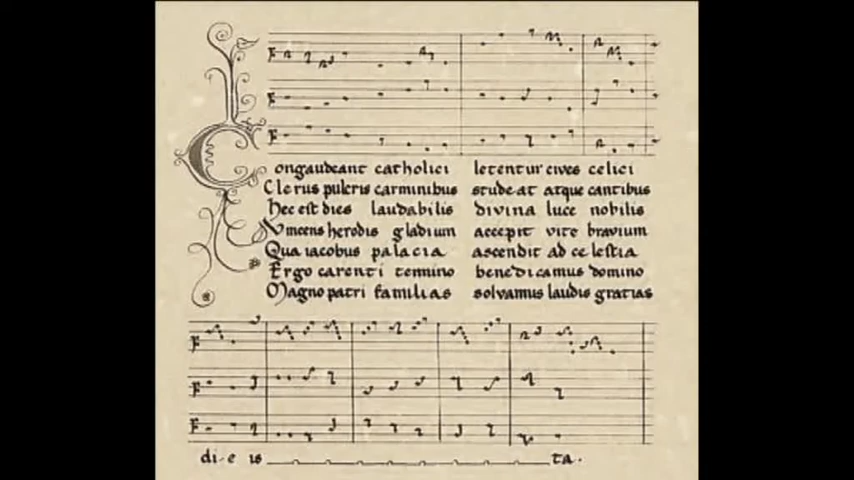 Congaudeant catholici letentur cives celici
Clerus pulcris carminibus studeat atque cantibus
Hec est dies laudabilis divina luce nobilis
Vincens herodis gladium accepit vite bravium
Qua iacobus palacia ascendit ad celestia
Ergo carenti termino benedicamus domino
Magno patri familias solvamus laudis gratias
die is ta.